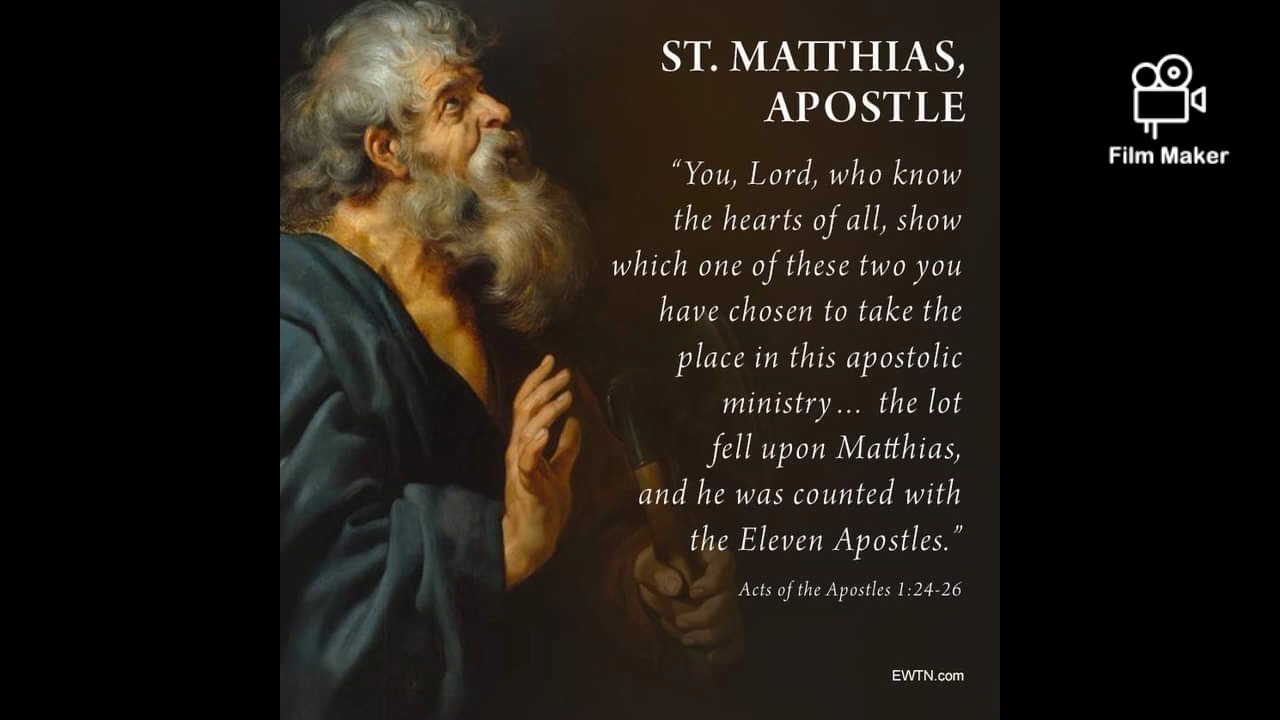 ST. MATTHIAS,
APOSTLE
“You, Lord, who know
the hearts of all, show
which one of these two you
have chosen to take the
place in this apostolic
ministry... the lot
fell upon Matthias,
and he was counted with
the Eleven Apostles.”
Acts of the Apostles 1:24-26
EWTN.com
Film Maker